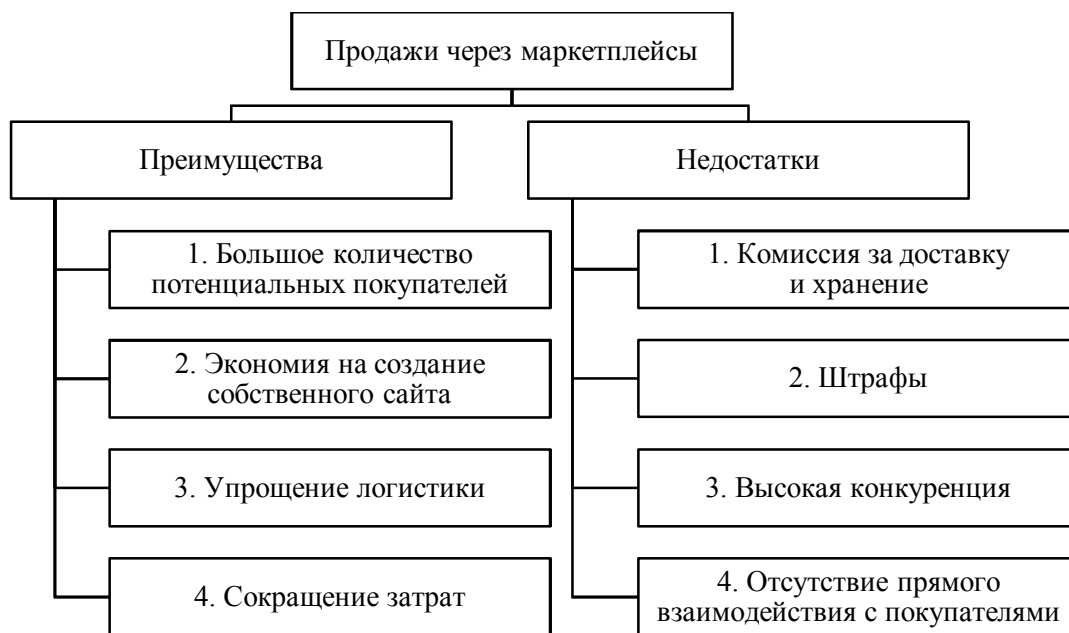 Продажи через маркетплейсы
Преимущества
1. Большое количество
потенциальных покупателей
2. Экономия на создание
собственного сайта
3. Упрощение логистики
4. Сокращение затрат
Недостатки
1. Комиссия за доставку
и хранение
2. Штрафы
3. Высокая конкуренция
4. Отсутствие прямого
взаимодействия с покупателями